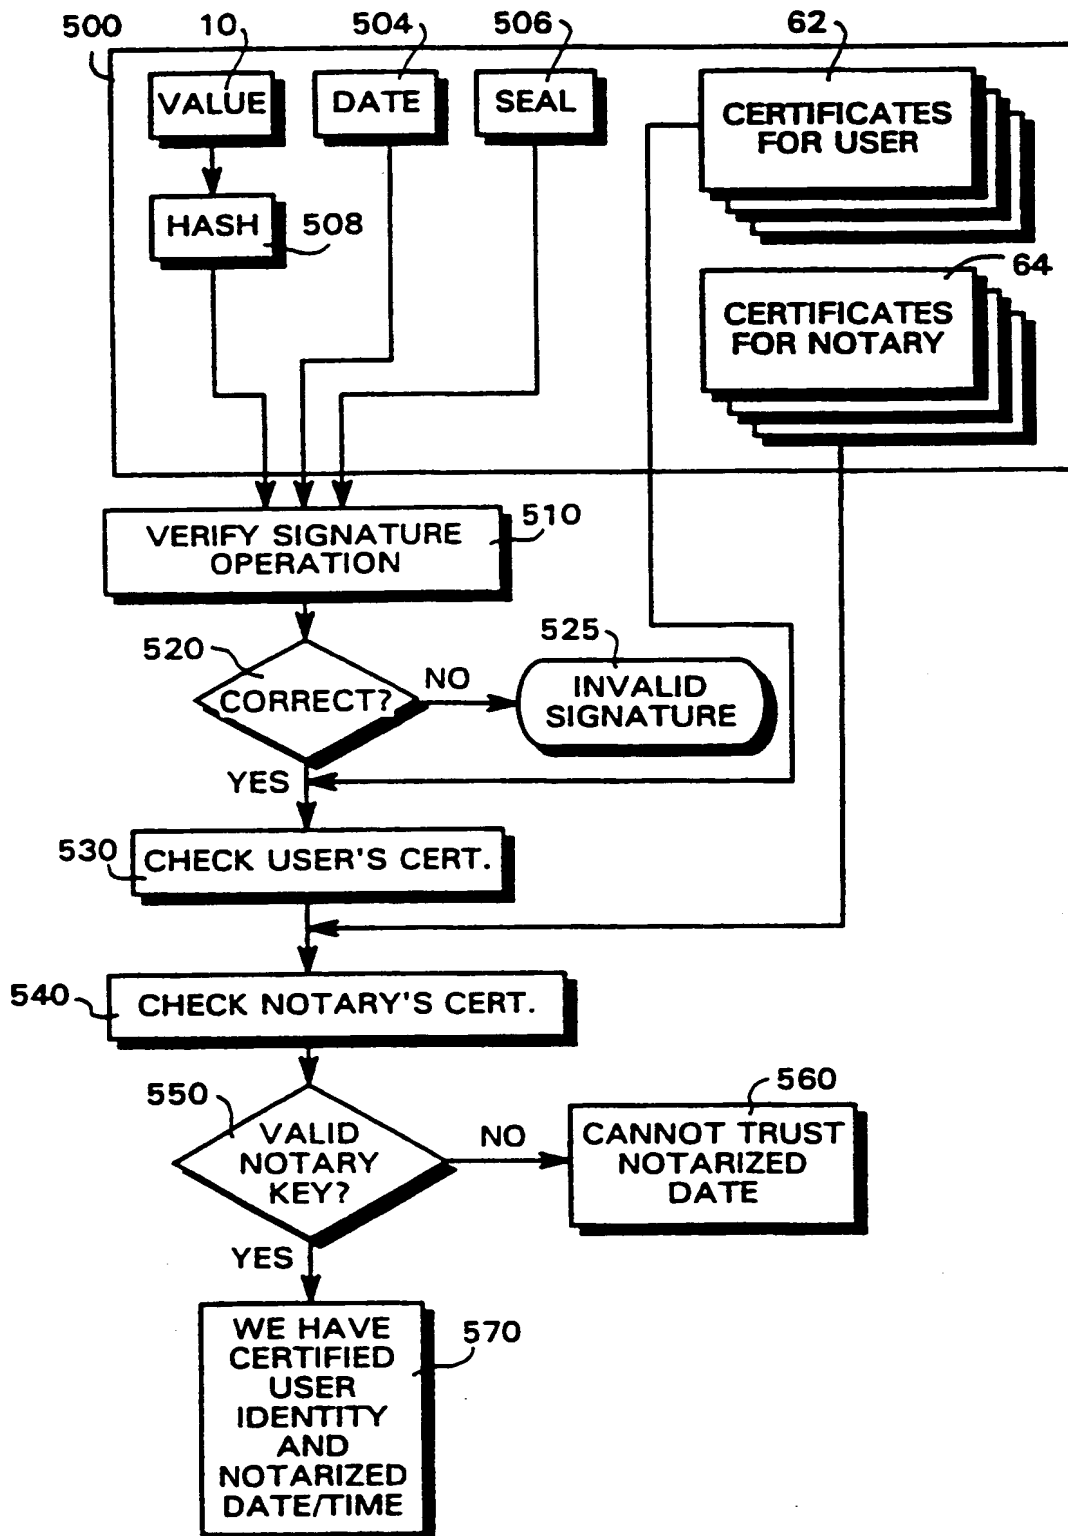 500
10
504
506
62
VALUE
DATE
SEAL
CERTIFICATES
FOR USER
HASH
508
64
CERTIFICATES
FOR NOTARY
VERIFY SIGNATURE
OPERATION
510
520
CORRECT?
NO
525
INVALID
SIGNATURE
YES
530
CHECK USER'S CERT.
540
CHECK NOTARY'S CERT.
550
VALID
NOTARY
KEY?
NO
560
CANNOT TRUST
NOTARIZED
DATE
YES
WE HAVE
CERTIFIED
USER
IDENTITY
AND
NOTARIZED
DATE/TIME
570